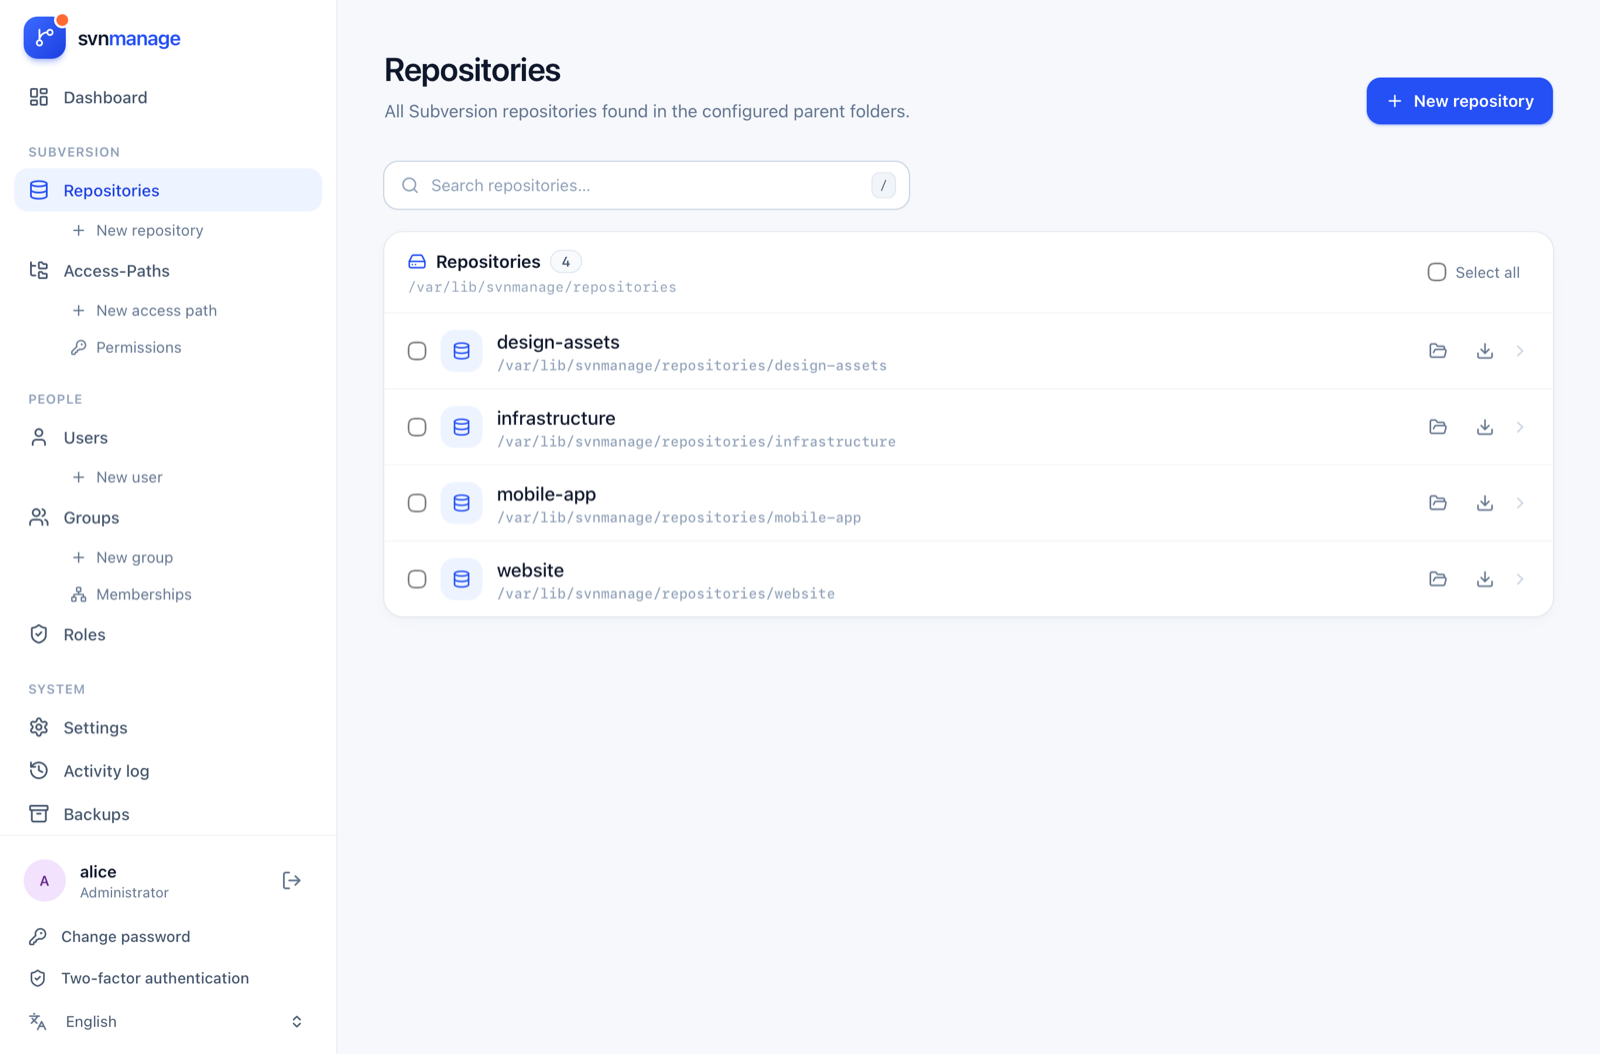 svnmanage
Dashboard
SUBVERSION
Repositories
New repository
Access-Paths
New access path
Permissions
PEOPLE
Users
New user
Groups
New group
Memberships
Roles
SYSTEM
Settings
Activity log
Backups
A
alice
Administrator
Change password
Two-factor authentication
English
Repositories
All Subversion repositories found in the configured parent folders.
New repository
Search repositories... /
Repositories 4
/var/lib/svnmanage/repositories
Select all
design-assets
/var/lib/svnmanage/repositories/design-assets
infrastructure
/var/lib/svnmanage/repositories/infrastructure
mobile-app
/var/lib/svnmanage/repositories/mobile-app
website
/var/lib/svnmanage/repositories/website